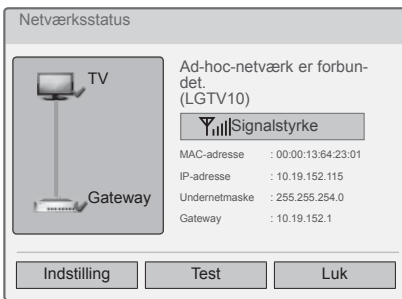 Netværksstatus
TV
Gateway
Ad-hoc-netværk er forbun-
det.
(LGTV10)
Signalstyrke
MAC-adresse : 00:00:13:64:23:01
IP-adresse : 10.19.152.115
Undernetmaske : 255.255.254.0
Gateway : 10.19.152.1
Indstilling Test Luk